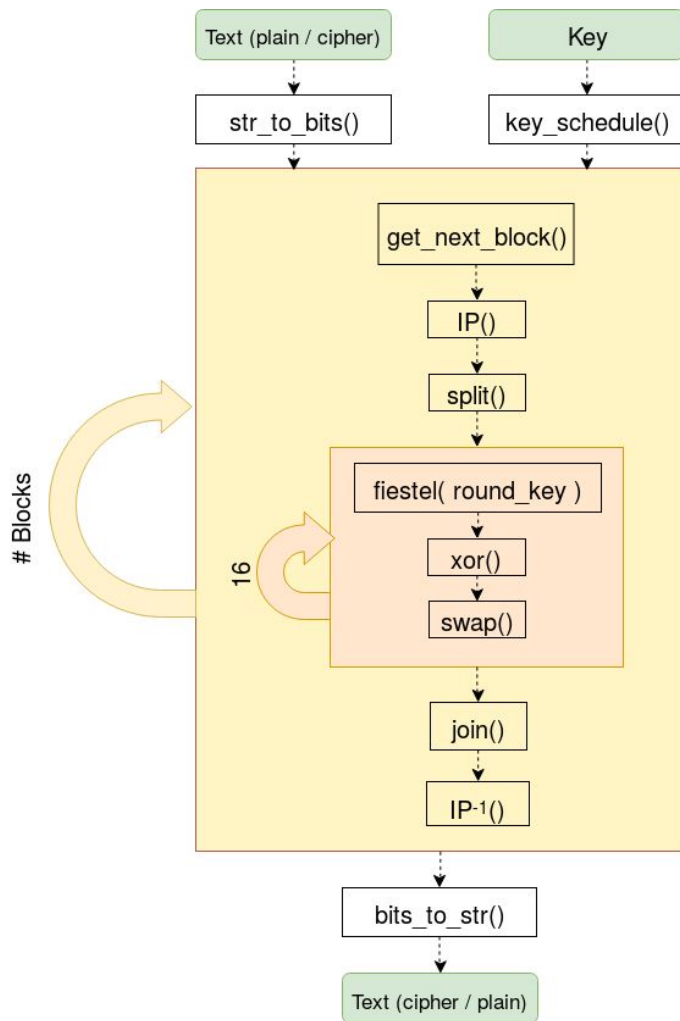 Text (plain / cipher)
Key
str_to_bits()
key_schedule()
get_next_block()
IP()
split()
# Blocks
16
fiestel( round_key )
xor()
swap()
join()
IP-1()
bits_to_str()
Text (cipher / plain)